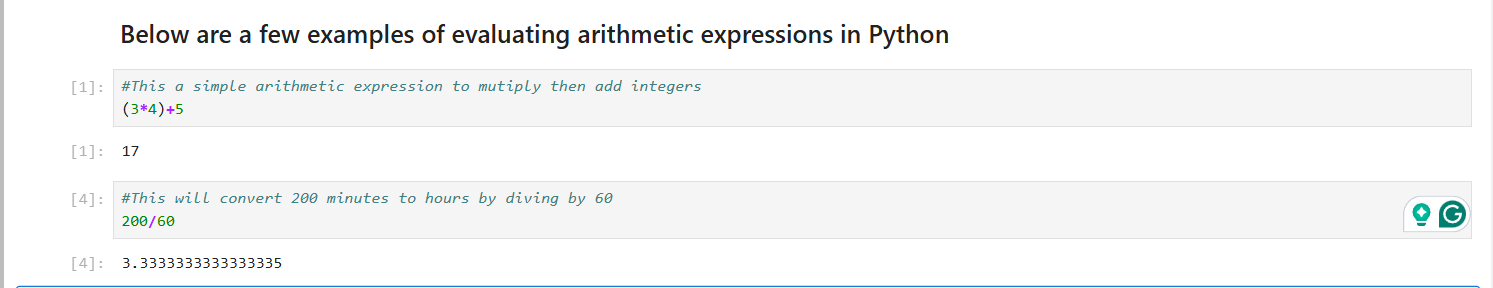 Below are a few examples of evaluating arithmetic expressions in Python
[1]: #This a simple arithmetic expression to mutiply then add integers
(3*4)+5
[1]: 17
[4]: #This will convert 200 minutes to hours by diving by 60
200/60
[4]: 3.3333333333333335